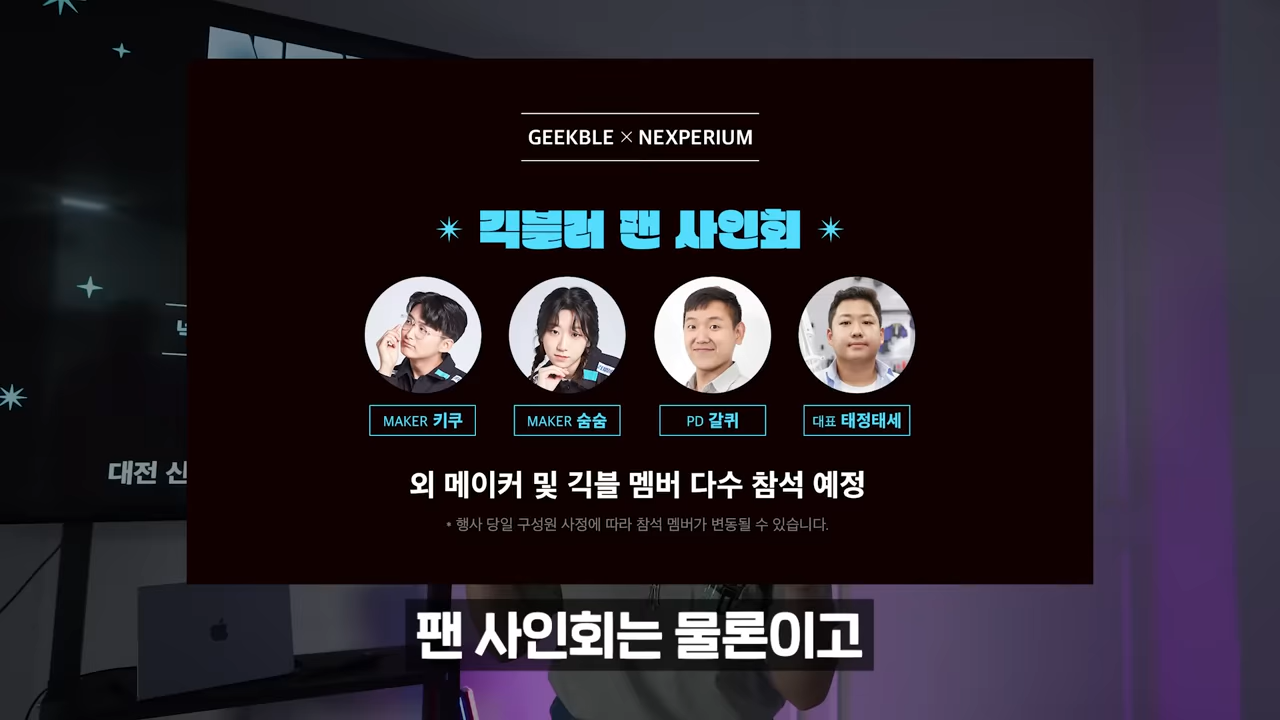 GEEKBLE × NEXPERIUM
긱블러 팬 사인회
MAKER 키쿠
MAKER 숨숨
PD 갈퀴
대표 태정태세
외 메이커 및 긱블 멤버 다수 참석 예정
• 행사 당일 구성원 사정에 따라 참석 멤버가 변동될 수 있습니다.
대전 신
팬 사인회는 물론이고